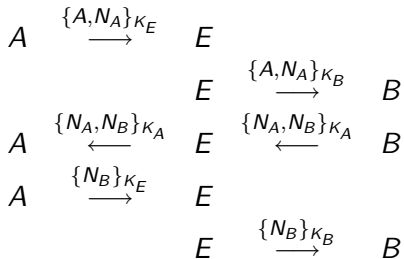 A {A,N_A}_{K_E} ⟶ E
E {A,N_A}_{K_B} ⟶ B
A {N_A,N_B}_{K_A} ⟵ E {N_A,N_B}_{K_A} ⟵ B
A {N_B}_{K_E} ⟶ E
E {N_B}_{K_B} ⟶ B